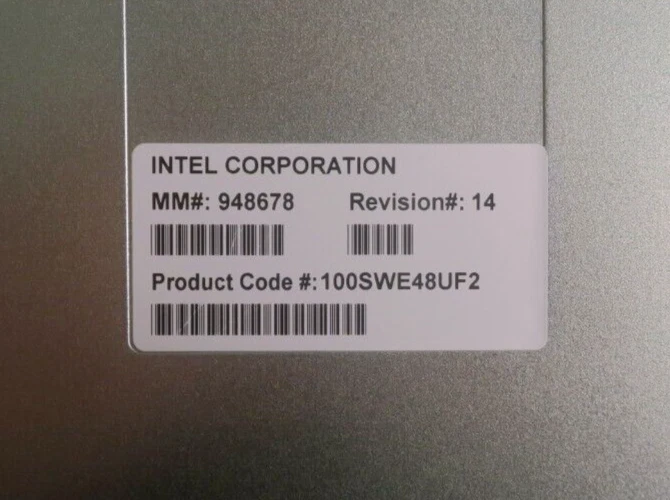 INTEL CORPORATION
MM#: 948678 Revision#: 14
Product Code #:100SWE48UF2